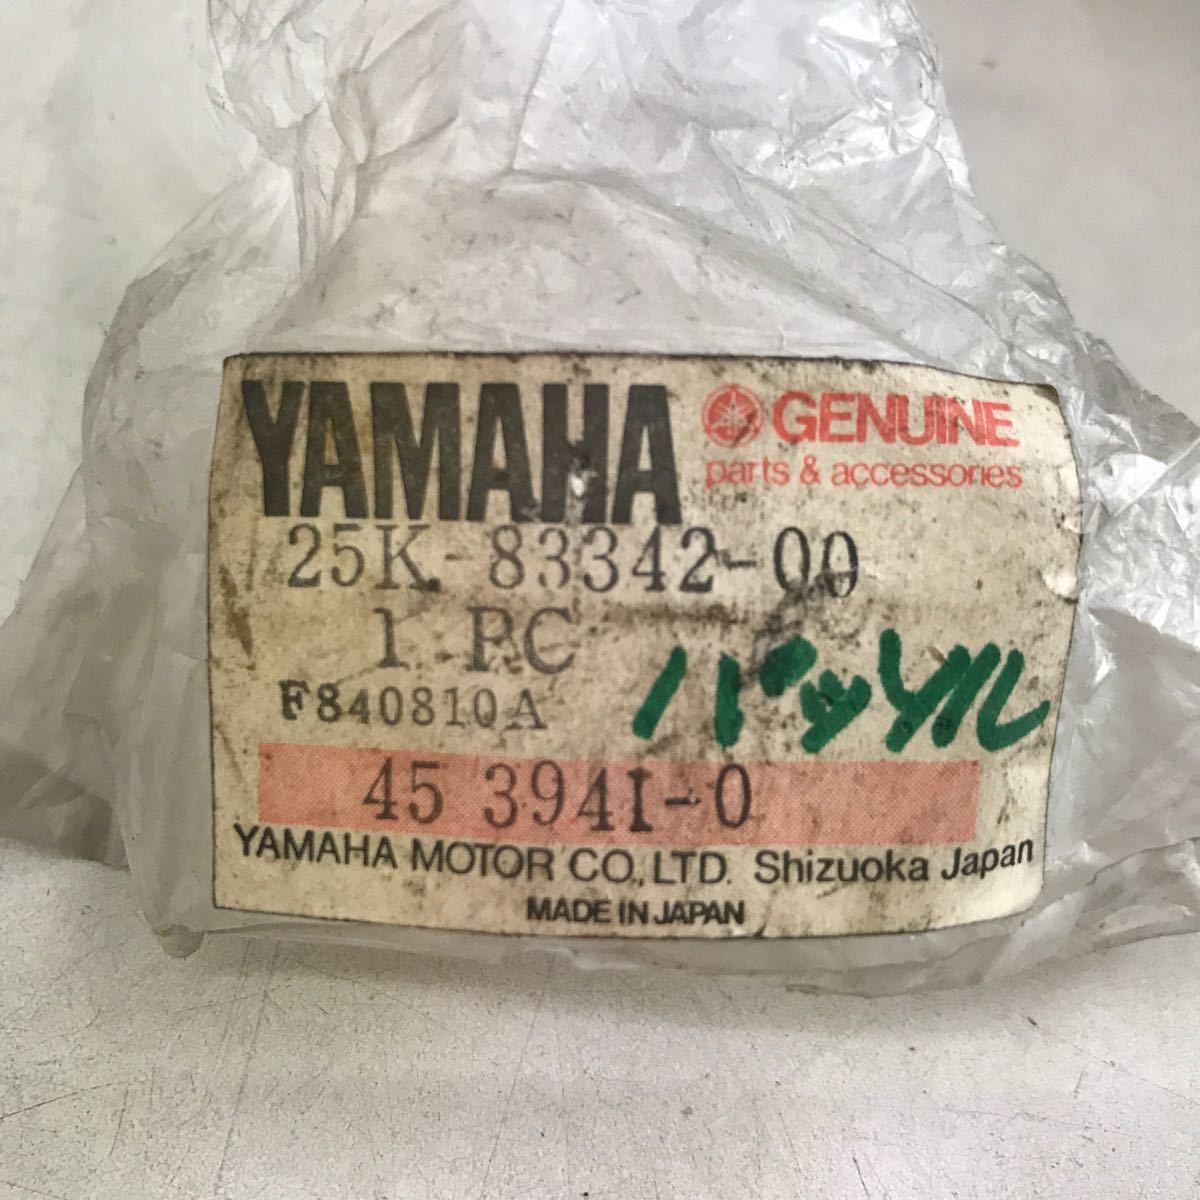 YAMAHA GENUINE
parts & accessories
25K-83342-00
1 PC
F840810A
パッソル
45 3941-0
YAMAHA MOTOR CO., LTD. Shizuoka Japan
MADE IN JAPAN